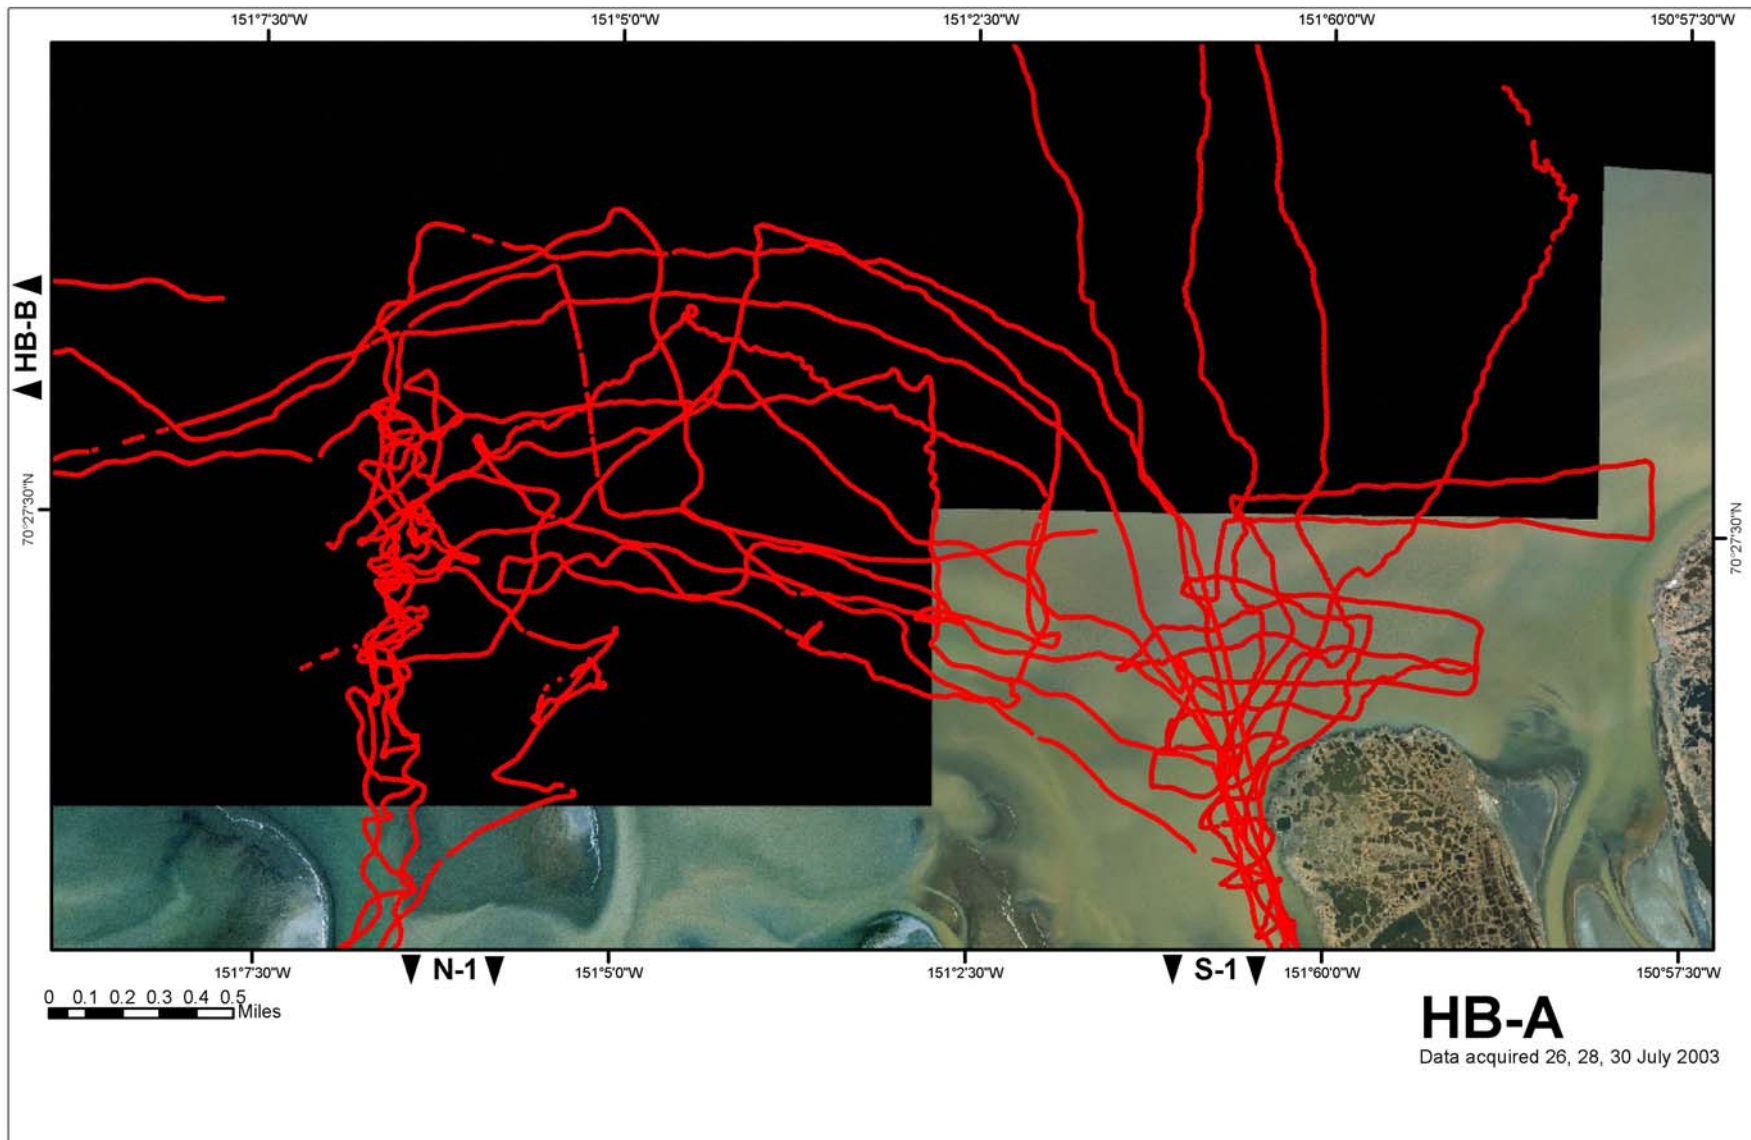 151°7'30"W 151°5'0"W 151°2'30"W 151°60'0"W 150°57'30"W
HB-B
70°27'30"N
70°27'30"N
151°7'30"W 151°5'0"W 151°2'30"W 151°60'0"W 150°57'30"W
N-1 S-1
0 0.1 0.2 0.3 0.4 0.5
Miles
HB-A
Data acquired 26, 28, 30 July 2003